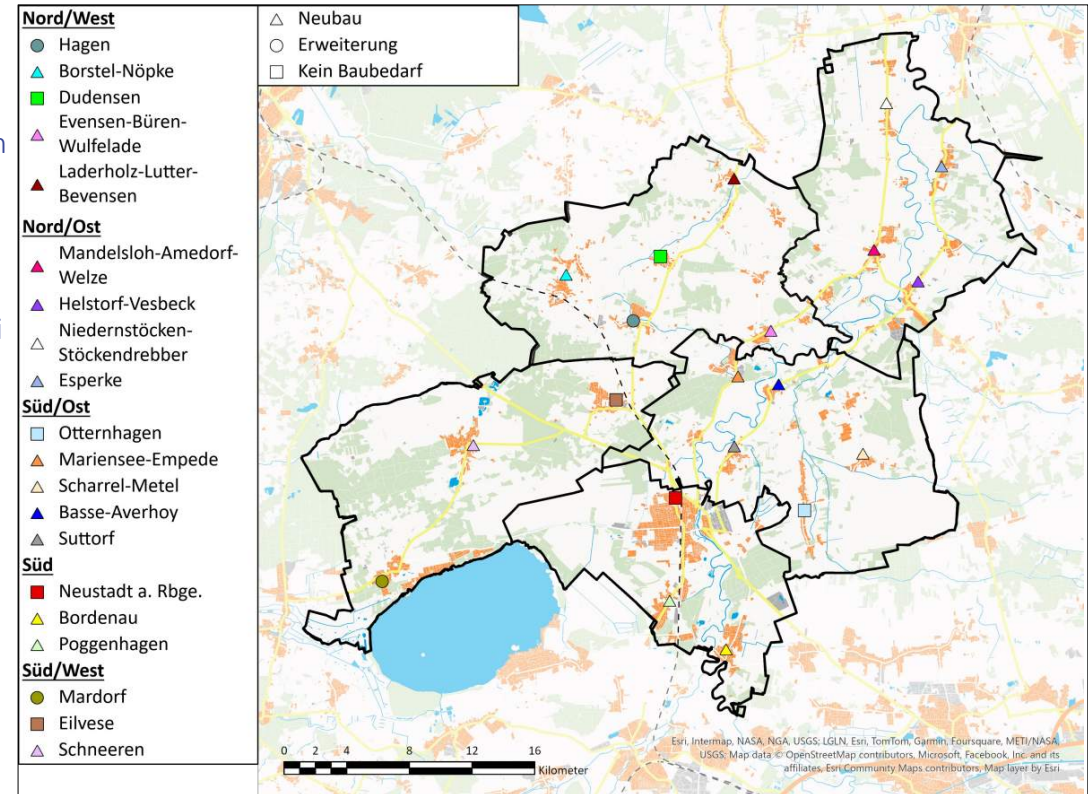 Nord/West
Hagen
Borstel-Nöpke
Dudensen
Evensen-Büren-
Wulfelade
Laderholz-Lutter-
Bevensen
Nord/Ost
Mandelsloh-Amedorf-
Welze
Helstorf-Vesbeck
Niedernstöcken-
Stöckendrebber
Esperke
Süd/Ost
Otternhagen
Mariensee-Empede
Scharrel-Metel
Basse-Averhoy
Suttorf
Süd
Neustadt a. Rbge.
Bordenau
Poggenhagen
Süd/West
Mardorf
Eilvese
Schneeren
Neubau
Erweiterung
Kein Baubedarf
n
i
0 2 4 8 12 16
Kilometer
Esri, Intermap, NASA, NGA, USGS; LGLN, Esri, TomTom, Garmin, Foursquare, METI/NASA,
USGS; Map data © OpenStreetMap contributors, Microsoft, Facebook, Inc. and its
affiliates, Esri Community Maps contributors, Map layer by Esri